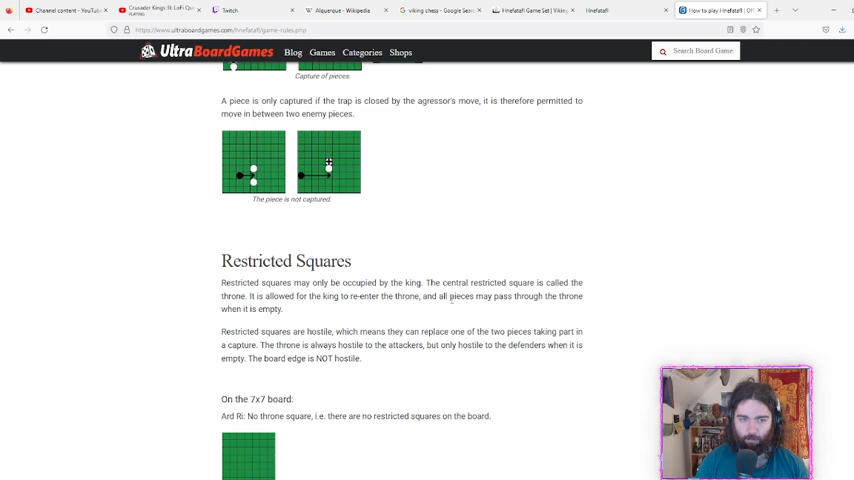 Channel content - YouTube
Crusader Kings II: LoFi Que
PLAYING
Twitch
Alquerque - Wikipedia
viking chess - Google Sea
Hnefatafl Game Set | Viking
Hnefatafl
How to play Hnefatafl | Off
https://www.ultraboardgames.com/hnefatafl/game-rules.php
UltraBoardGames Blog Games Categories Shops Search Board Game
Capture of pieces.
A piece is only captured if the trap is closed by the agressor's move, it is therefore permitted to
move in between two enemy pieces.
The piece is not captured.
Restricted Squares
Restricted squares may only be occupied by the king. The central restricted square is called the
throne. It is allowed for the king to re-enter the throne, and all pieces may pass through the throne
when it is empty.
Restricted squares are hostile, which means they can replace one of the two pieces taking part in
a capture. The throne is always hostile to the attackers, but only hostile to the defenders when it is
empty. The board edge is NOT hostile.
On the 7x7 board:
Ard Ri: No throne square, i.e. there are no restricted squares on the board.